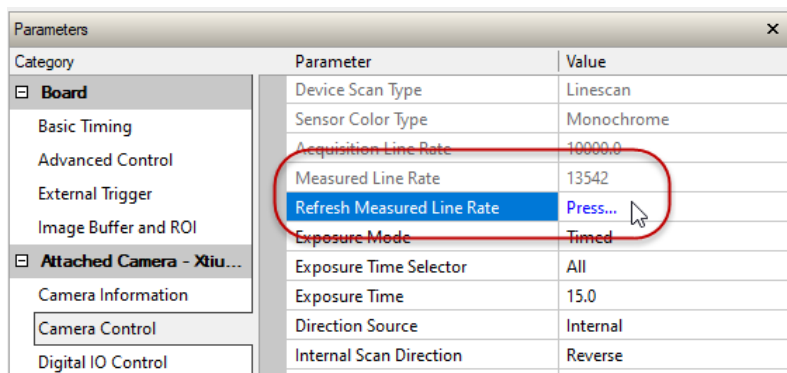 Parameters
Category Parameter Value
Board Device Scan Type Linescan
Basic Timing Sensor Color Type Monochrome
Advanced Control Acquisition Line Rate 10000.0
External Trigger Measured Line Rate 13542
Image Buffer and ROI Refresh Measured Line Rate Press...
Exposure Mode Timed
Attached Camera - Xtiu... Exposure Time Selector All
Camera Information Exposure Time 15.0
Camera Control Direction Source Internal
Digital IO Control Internal Scan Direction Reverse